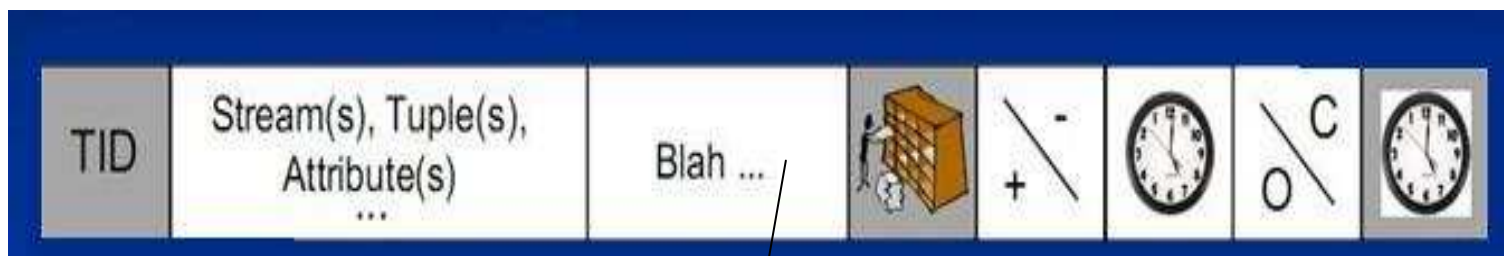 TID
Stream(s), Tuple(s),
Attribute(s)
...
Blah ...
+ -
O C